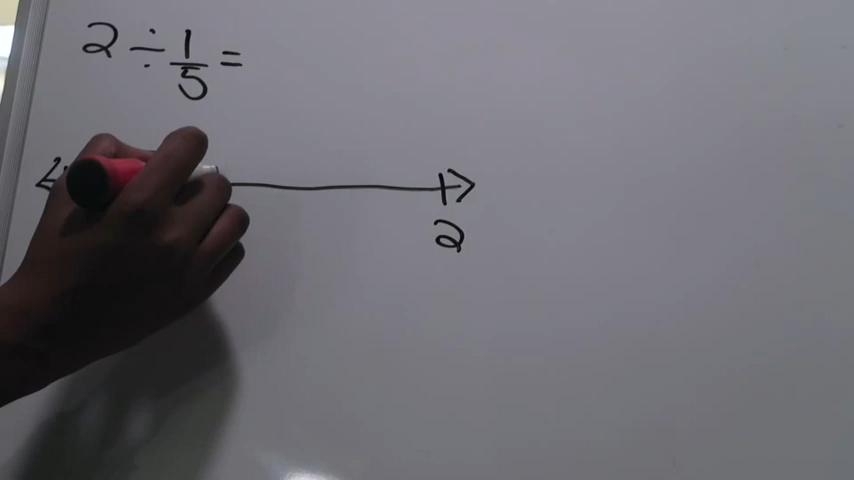 2 ÷ 1/5 =
2